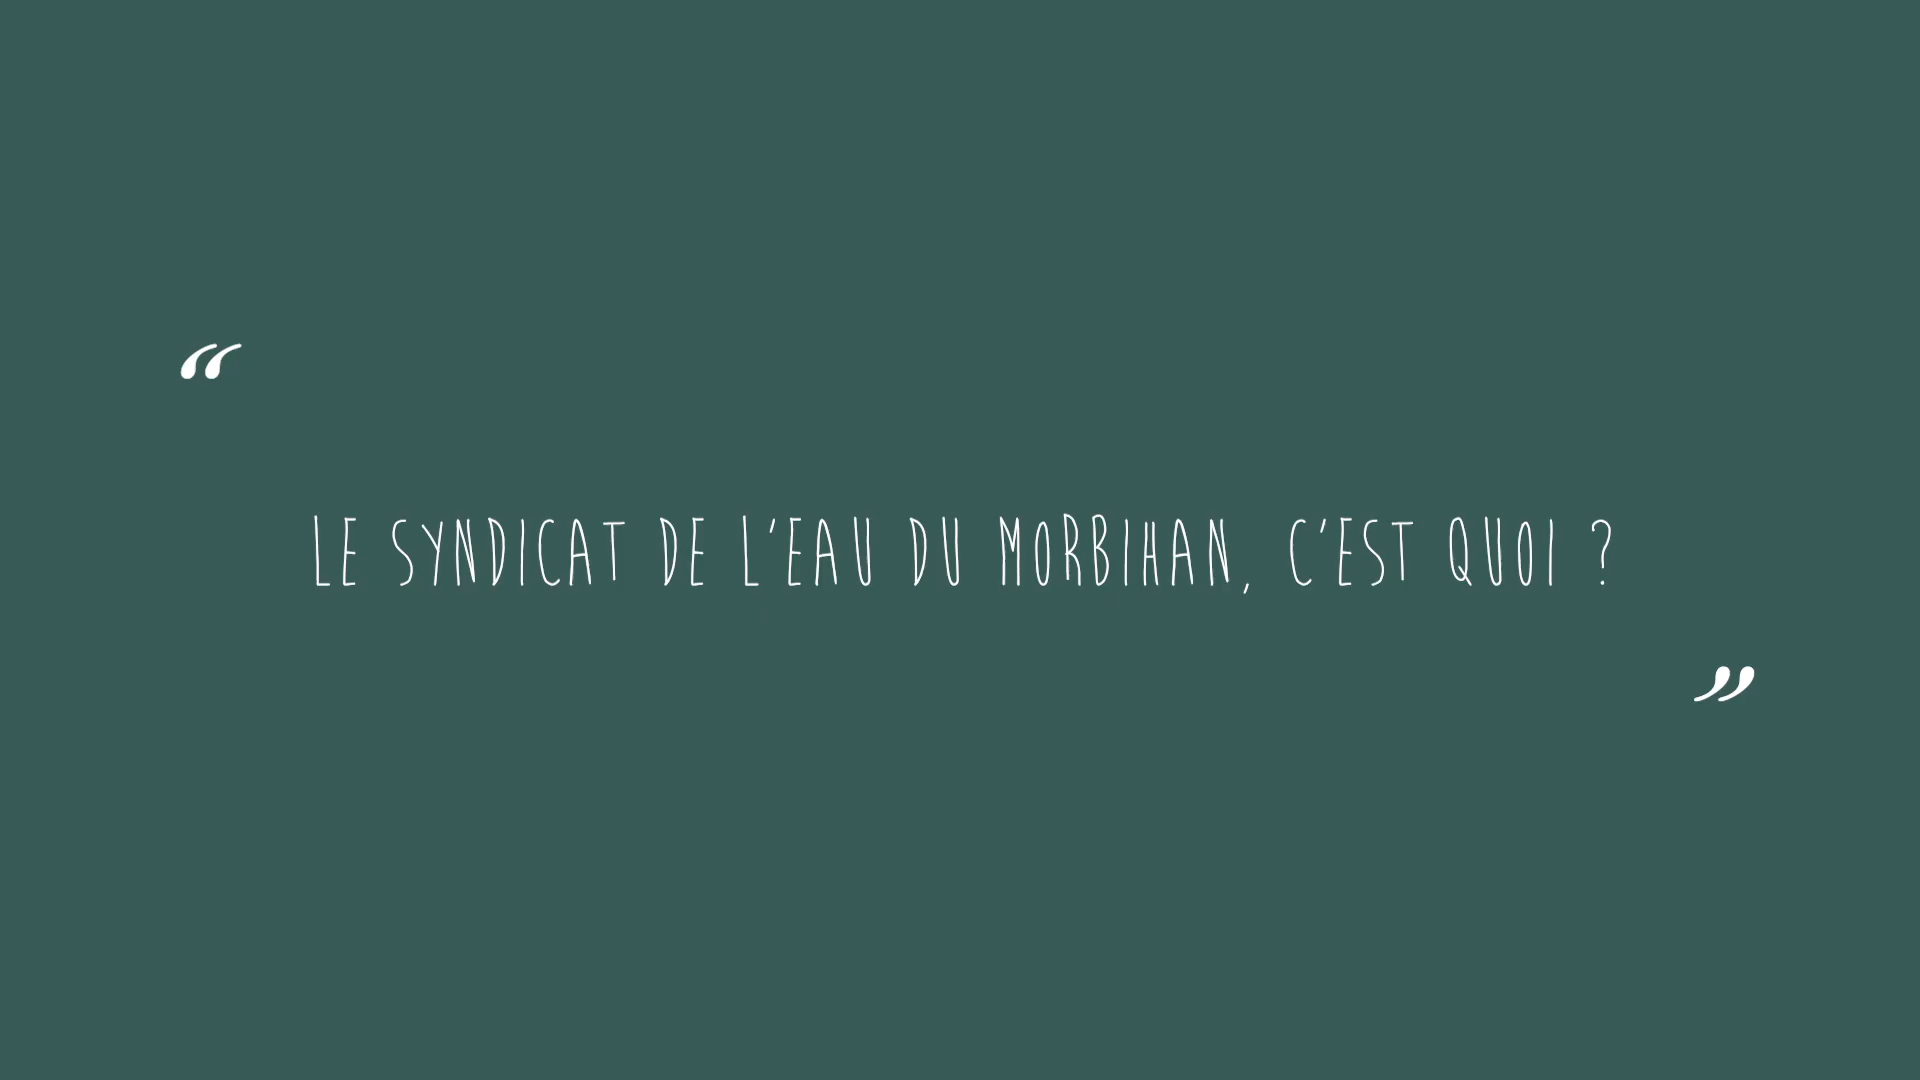 “
LE SYNDICAT DE L'EAU DU MORBIHAN, C'EST QUOI ?
”